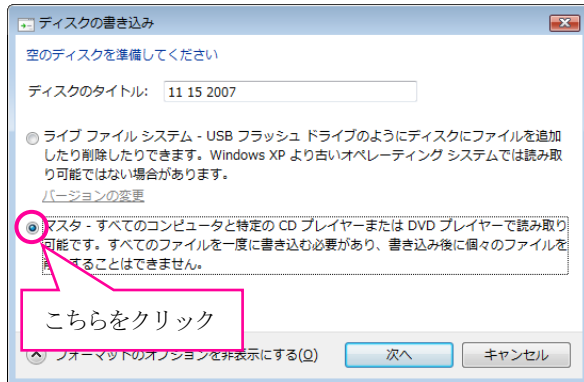 ディスクの書き込み
空のディスクを準備してください
ディスクのタイトル: 11 15 2007
ライブ ファイル システム - USB フラッシュ ドライブのようにディスクにファイルを追加
したり削除したりできます。Windows XP より古いオペレーティング システムでは読み取
り可能ではない場合があります。
バージョンの変更
マスタ - すべてのコンピュータと特定の CD プレイヤーまたは DVD プレイヤーで読み取り
可能です。すべてのファイルを一度に書き込む必要があり、書き込み後に個々のファイルを
することはできません。
こちらをクリック
フォーマットのオプションを非表示にする(O) 次へ キャンセル